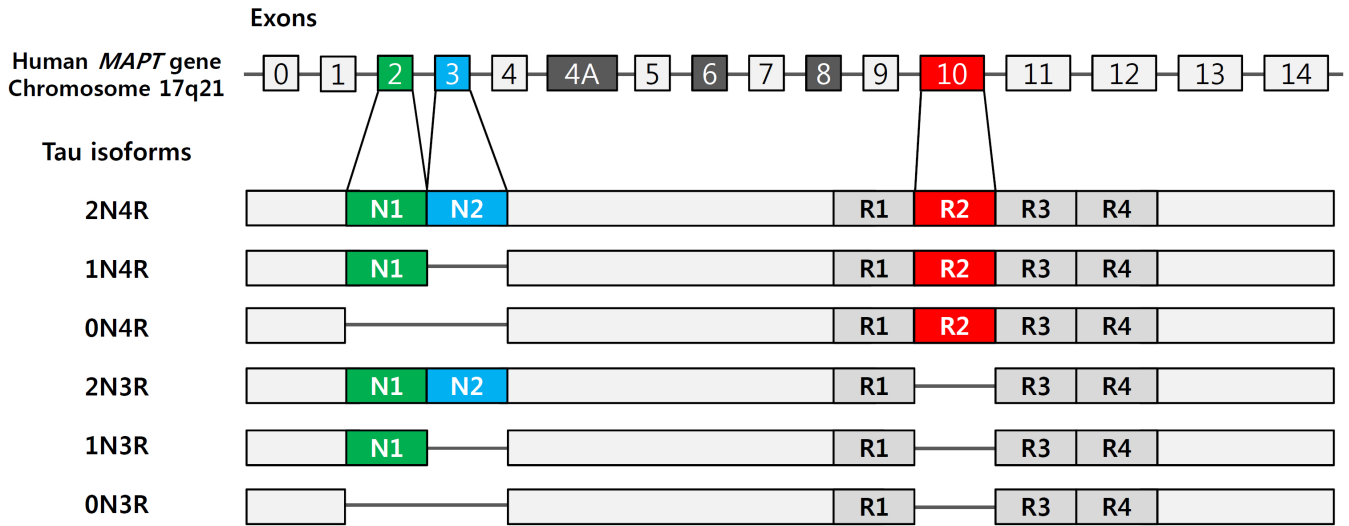 Exons
Human MAPT gene
Chromosome 17q21
0 1 2 3 4 4A 5 6 7 8 9 10 11 12 13 14
Tau isoforms
2N4R N1 N2 R1 R2 R3 R4
1N4R N1 R1 R2 R3 R4
0N4R R1 R2 R3 R4
2N3R N1 N2 R1 R3 R4
1N3R N1 R1 R3 R4
0N3R R1 R3 R4